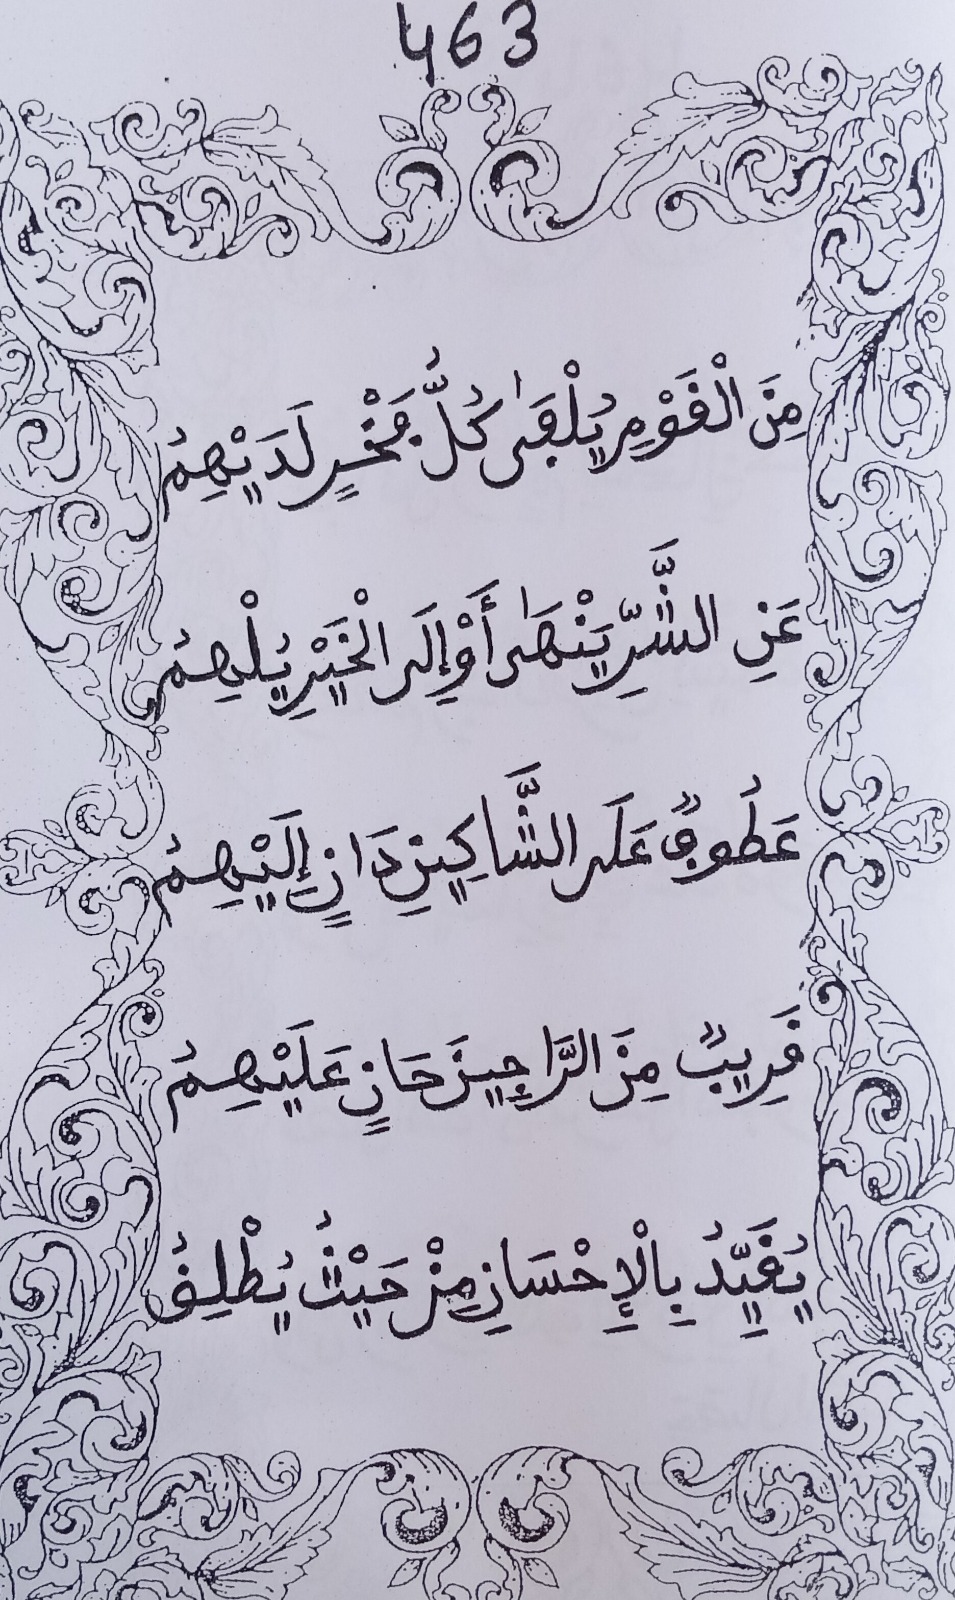 463
مِنَ الْقَوْمِ يُلْقَىٰ كُلُّ فَخْرٍ لَدَيْهِمُ
عَنِ الشَّرِّ يَنْهَىٰ أَوْ إِلَى الْخَيْرِ يُلْهِمُ
عَطُوفٌ عَلَى الشَّاكِينَ دَانٍ إِلَيْهِمُ
قَرِيبٌ مِنَ الرَّاجِينَ حَانٍ عَلَيْهِمُ
يُقَيِّدُ بِالْإِحْسَانِ مِنْ حَيْثُ يُطْلِقُ